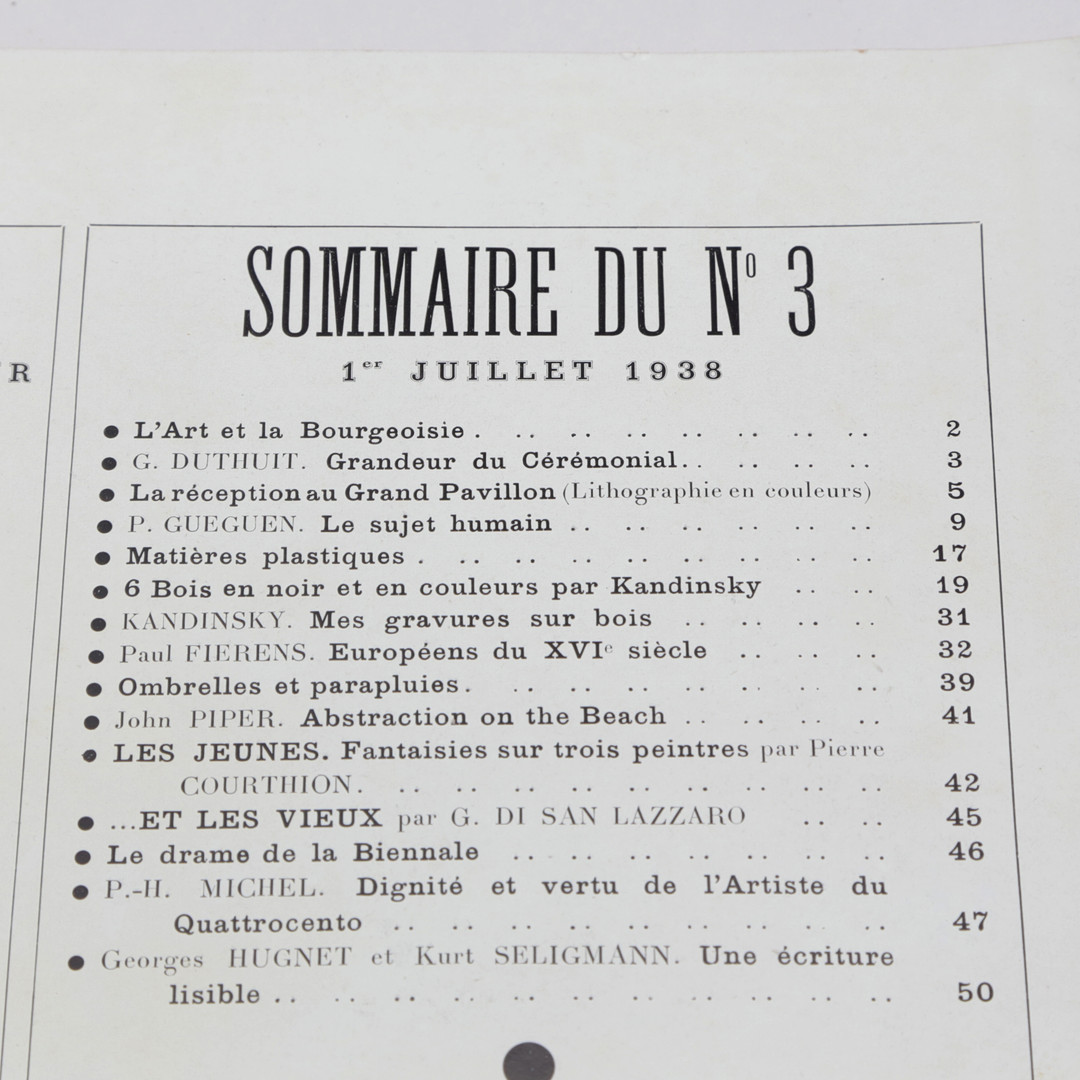 R
SOMMAIRE DU Nº 3
1er JUILLET 1938
● L'Art et la Bourgeoisie . . . . . . . . . . . . . . . 2
● G. DUTHUIT. Grandeur du Cérémonial. . . . . . . . . 3
● La réception au Grand Pavillon (Lithographie en couleurs) 5
● P. GUEGUEN. Le sujet humain . . . . . . . . . . . . 9
● Matières plastiques . . . . . . . . . . . . . . . . . 17
● 6 Bois en noir et en couleurs par Kandinsky . . . . 19
● KANDINSKY. Mes gravures sur bois . . . . . . . . 31
● Paul FIERENS. Européens du XVIe siècle . . . . . . 32
● Ombrelles et parapluies. . . . . . . . . . . . . . . 39
● John PIPER. Abstraction on the Beach . . . . . . . . 41
● LES JEUNES. Fantaisies sur trois peintres par Pierre
COURTHION. . . . . . . . . . . . . . . . . . . 42
● ...ET LES VIEUX par G. DI SAN LAZZARO . . . . 45
● Le drame de la Biennale . . . . . . . . . . . . . . 46
● P.-H. MICHEL. Dignité et vertu de l'Artiste du
Quattrocento . . . . . . . . . . . . . . . . . . 47
● Georges HUGNET et Kurt SELIGMANN. Une écriture
lisible . . . . . . . . . . . . . . . . . . . . . . 50